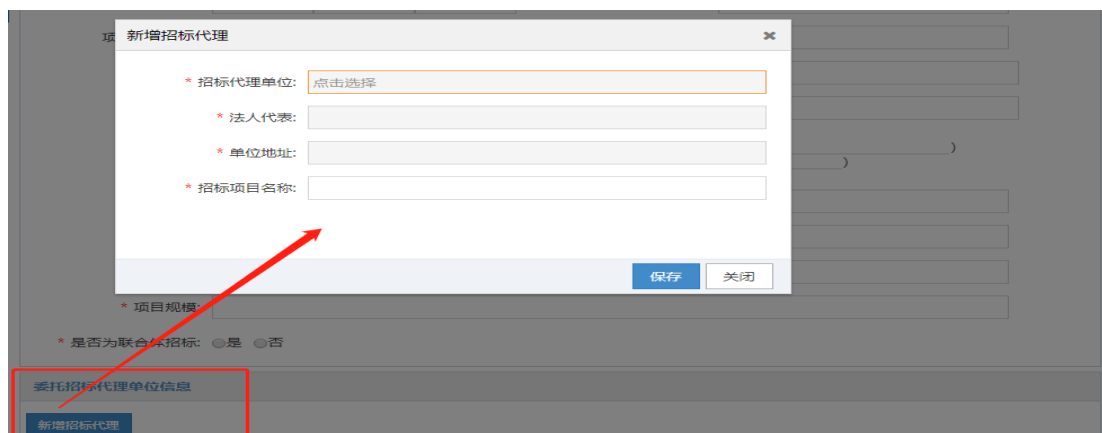 项
新增招标代理
* 招标代理单位: 点击选择
* 法人代表:
* 单位地址:
* 招标项目名称:
)
)
保存 关闭
* 项目规模:
* 是否为联合体招标: 是 否
委托招标代理单位信息
新增招标代理